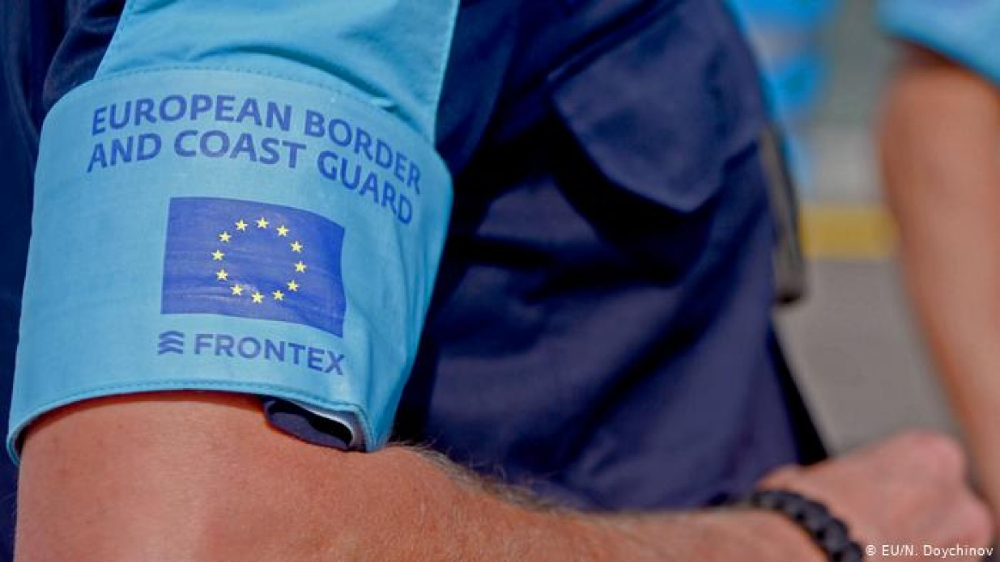 EUROPEAN BORDER
AND COAST GUARD
FRONTEX
© EU/N. Doychinov